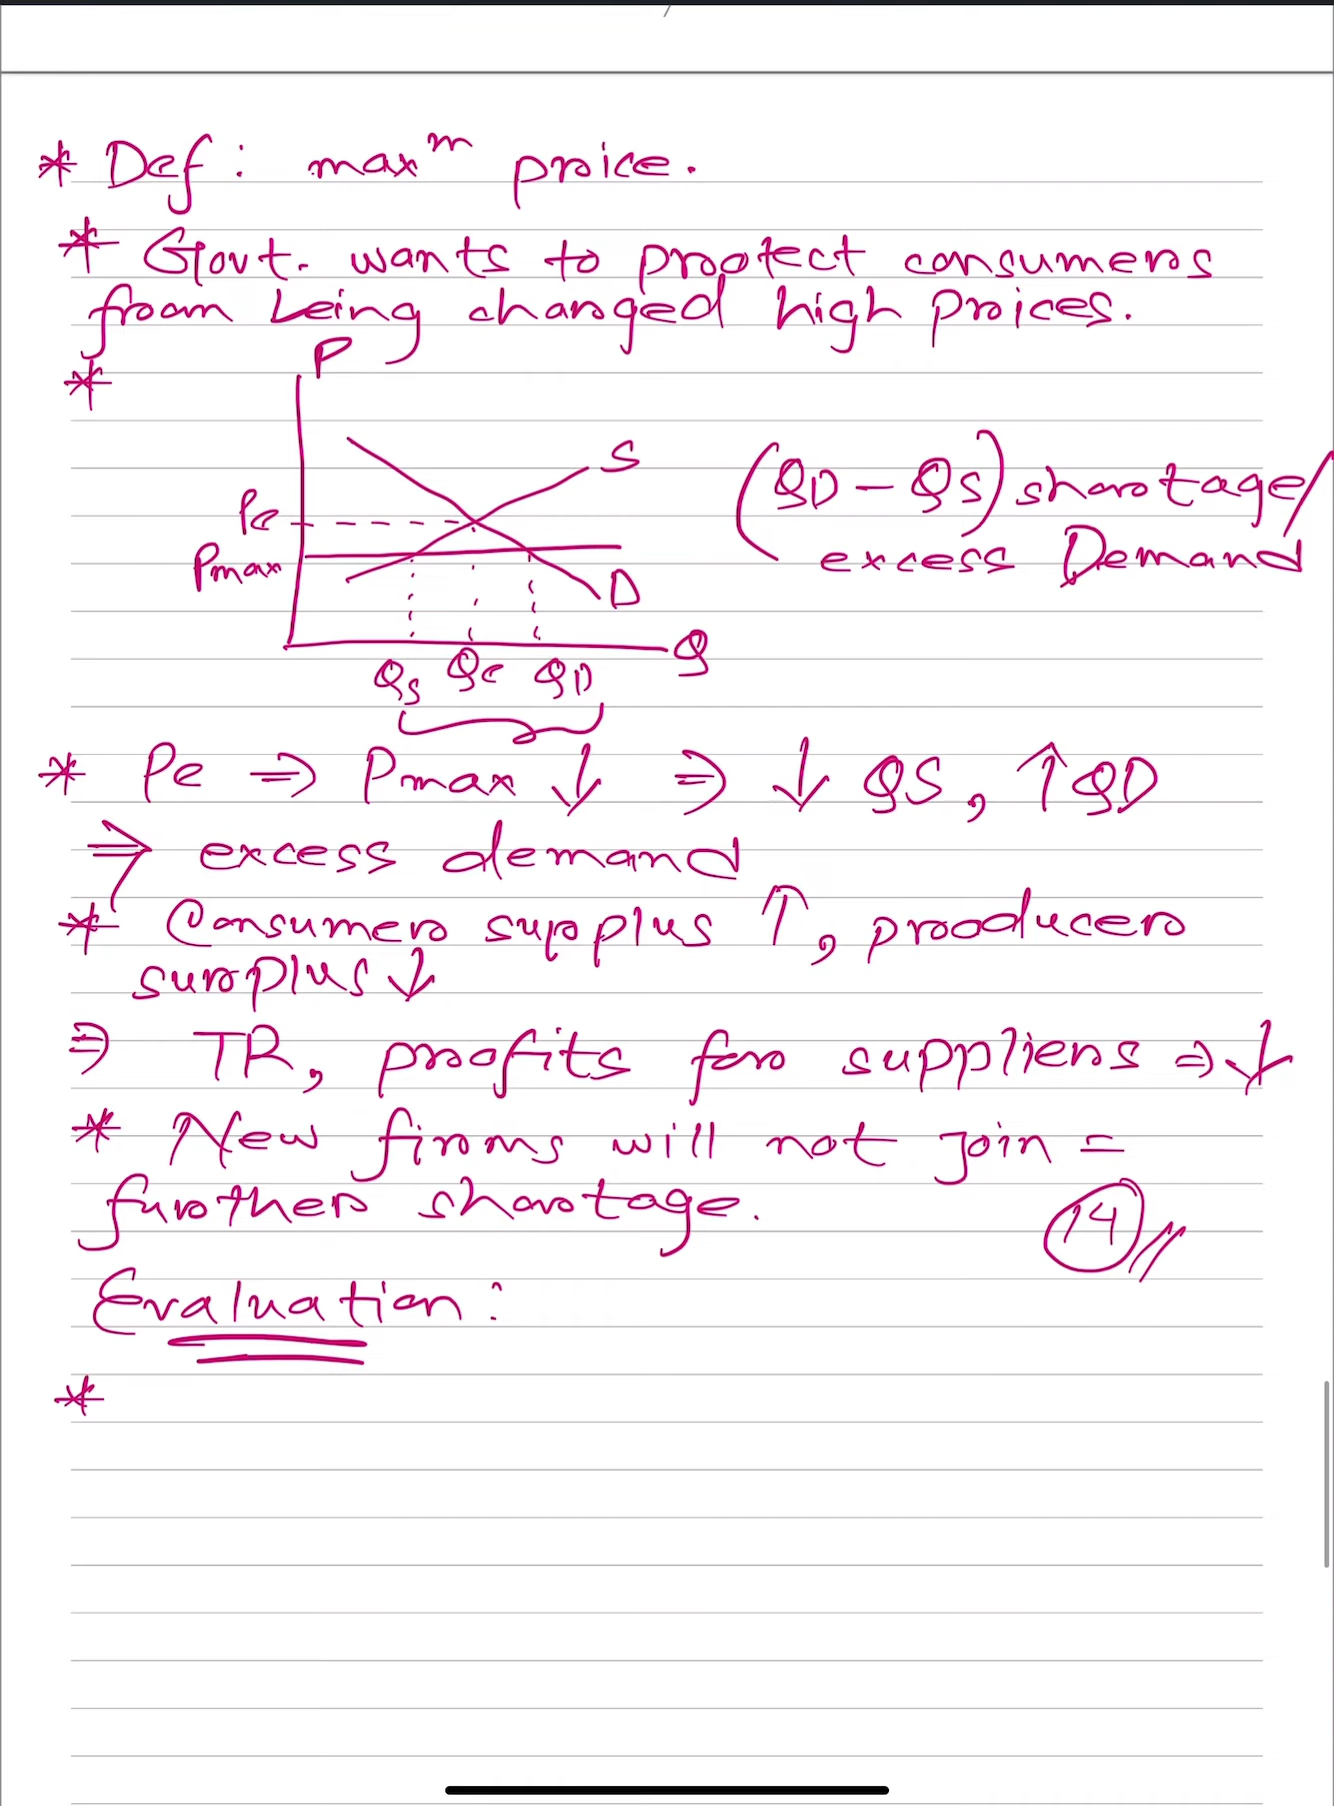 * Def: maxᵐ price.
* Govt. wants to protect consumers
from being charged high prices.
*
P
S
Pe
Pmax
D
Q
Qs Qe QD
(QD - QS) shortage/
excess Demand
* Pe ⇒ Pmax ↓ ⇒ ↓ QS, ↑QD
⇒ excess demand
* Consumer surplus ↑, producer
surplus ↓
⇒ TR, profits for suppliers ⇒ ↓
* New firms will not join =
further shortage.
14 //
Evaluation:
*